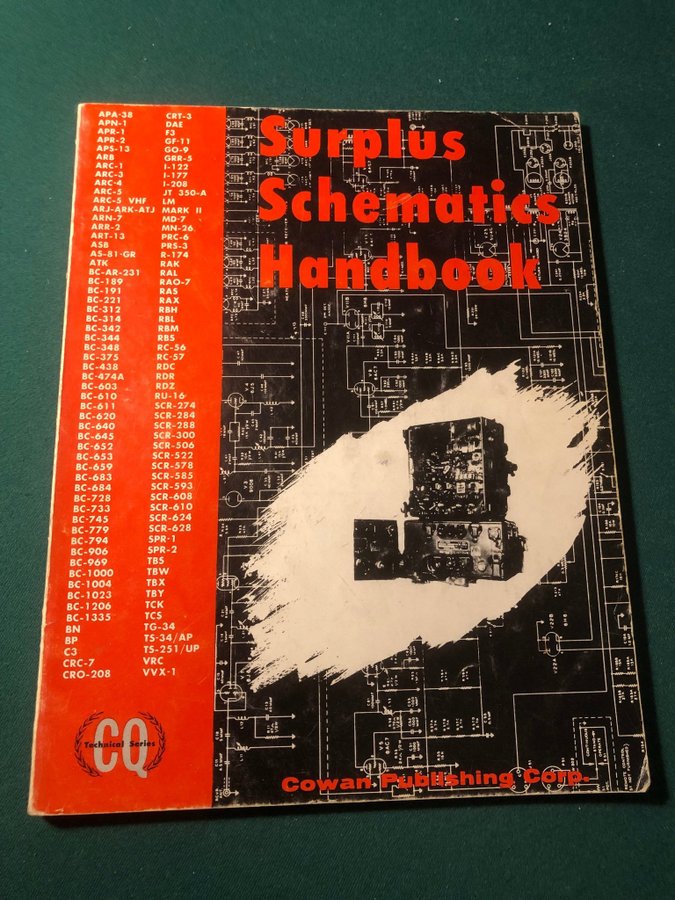 Surplus
Schematics
Handbook
APA-38
APN-1
APR-1
APR-2
APS-13
ARB
ARC-1
ARC-3
ARC-4
ARC-5
ARC-5 VHF
ARJ-ARK-ATJ
ARN-7
ARR-2
ART-13
ASB
AS-81-GR
ATK
BC-AR-231
BC-189
BC-191
BC-221
BC-312
BC-314
BC-342
BC-344
BC-348
BC-375
BC-438
BC-474A
BC-603
BC-610
BC-611
BC-620
BC-640
BC-645
BC-652
BC-653
BC-659
BC-683
BC-684
BC-728
BC-733
BC-745
BC-779
BC-794
BC-906
BC-969
BC-1000
BC-1004
BC-1023
BC-1206
BC-1335
BN
BP
C3
CRC-7
CRO-208
CRT-3
DAE
F3
GF-11
GO-9
GRR-5
I-122
I-177
I-208
JT 350-A
LM
MARK II
MD-7
MN-26
PRC-6
PRS-3
R-174
RAK
RAL
RAO-7
RAS
RAX
RBH
RBL
RBM
RBS
RC-56
RC-57
RDC
RDR
RDZ
RU-16
SCR-274
SCR-284
SCR-288
SCR-300
SCR-506
SCR-522
SCR-578
SCR-585
SCR-593
SCR-608
SCR-610
SCR-624
SCR-628
SPR-1
SPR-2
TBS
TBW
TBX
TBY
TCK
TCS
TG-34
TS-34/AP
TS-251/UP
VRC
VVX-1
CQ
Technical Series
Cowan Publishing Corp.